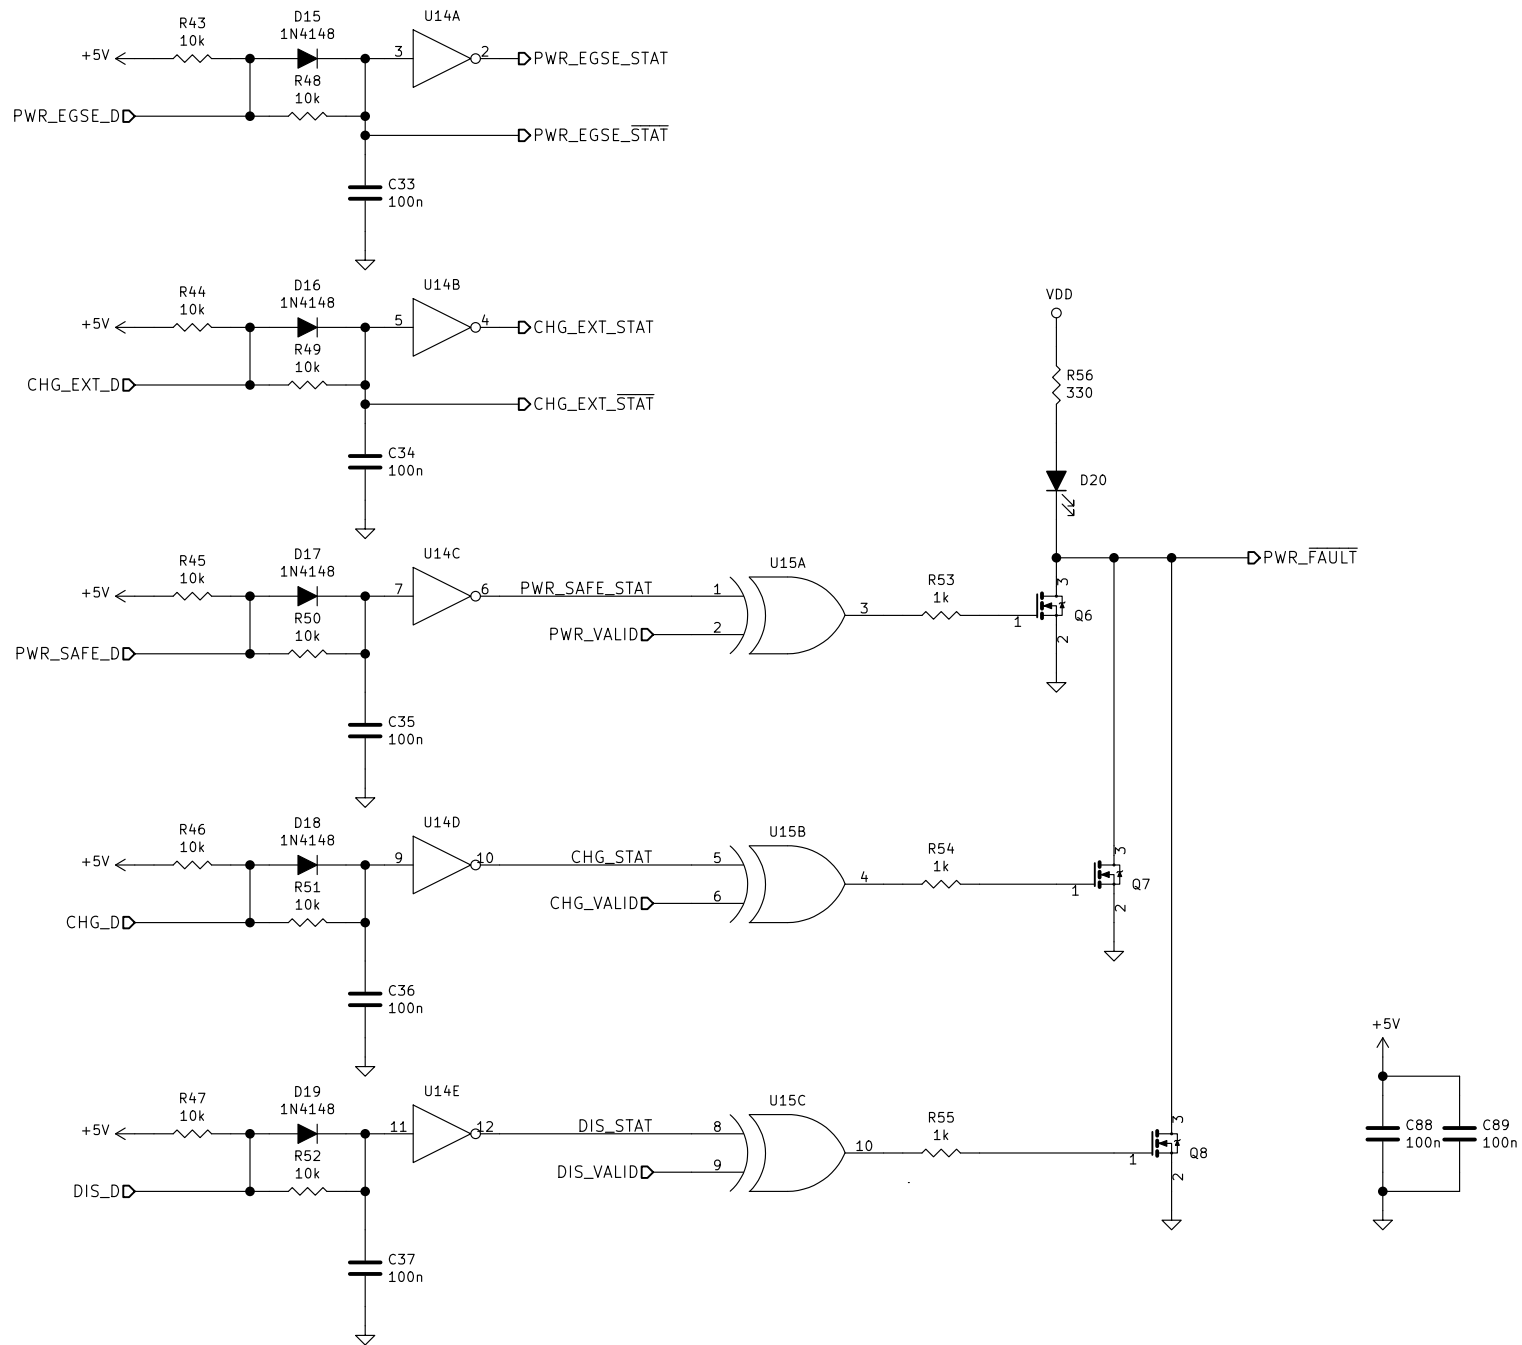 R43
10k
D15
1N4148
U14A
+5V
3
2
PWR_EGSE_STAT
R48
10k
PWR_EGSE_D
PWR_EGSE_STAT
C33
100n
R44
10k
D16
1N4148
U14B
+5V
5
4
CHG_EXT_STAT
R49
10k
CHG_EXT_D
CHG_EXT_STAT
C34
100n
VDD
R56
330
D20
PWR_FAULT
R45
10k
D17
1N4148
U14C
+5V
7
6
PWR_SAFE_STAT
R50
10k
PWR_SAFE_D
PWR_VALID
U15A
1
2
3
R53
1k
1
3
Q6
2
C35
100n
R46
10k
D18
1N4148
U14D
+5V
9
10
CHG_STAT
R51
10k
CHG_D
CHG_VALID
U15B
5
6
4
R54
1k
1
3
Q7
2
C36
100n
R47
10k
D19
1N4148
U14E
+5V
11
12
DIS_STAT
R52
10k
DIS_D
DIS_VALID
U15C
8
9
10
R55
1k
1
3
Q8
2
C37
100n
+5V
C88
100n
C89
100n